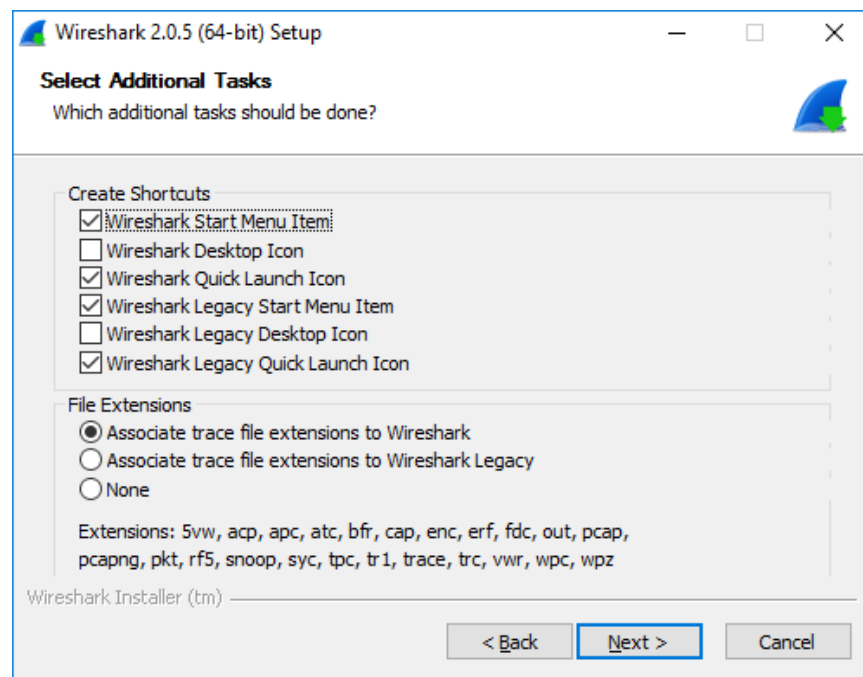 Wireshark 2.0.5 (64-bit) Setup
Select Additional Tasks
Which additional tasks should be done?
Create Shortcuts
Wireshark Start Menu Item
Wireshark Desktop Icon
Wireshark Quick Launch Icon
Wireshark Legacy Start Menu Item
Wireshark Legacy Desktop Icon
Wireshark Legacy Quick Launch Icon
File Extensions
Associate trace file extensions to Wireshark
Associate trace file extensions to Wireshark Legacy
None
Extensions: 5vw, acp, apc, atc, bfr, cap, enc, erf, fdc, out, pcap,
pcapng, pkt, rf5, snoop, syc, tpc, tr1, trace, trc, vwr, wpc, wpz
Wireshark Installer (tm)
< Back Next > Cancel